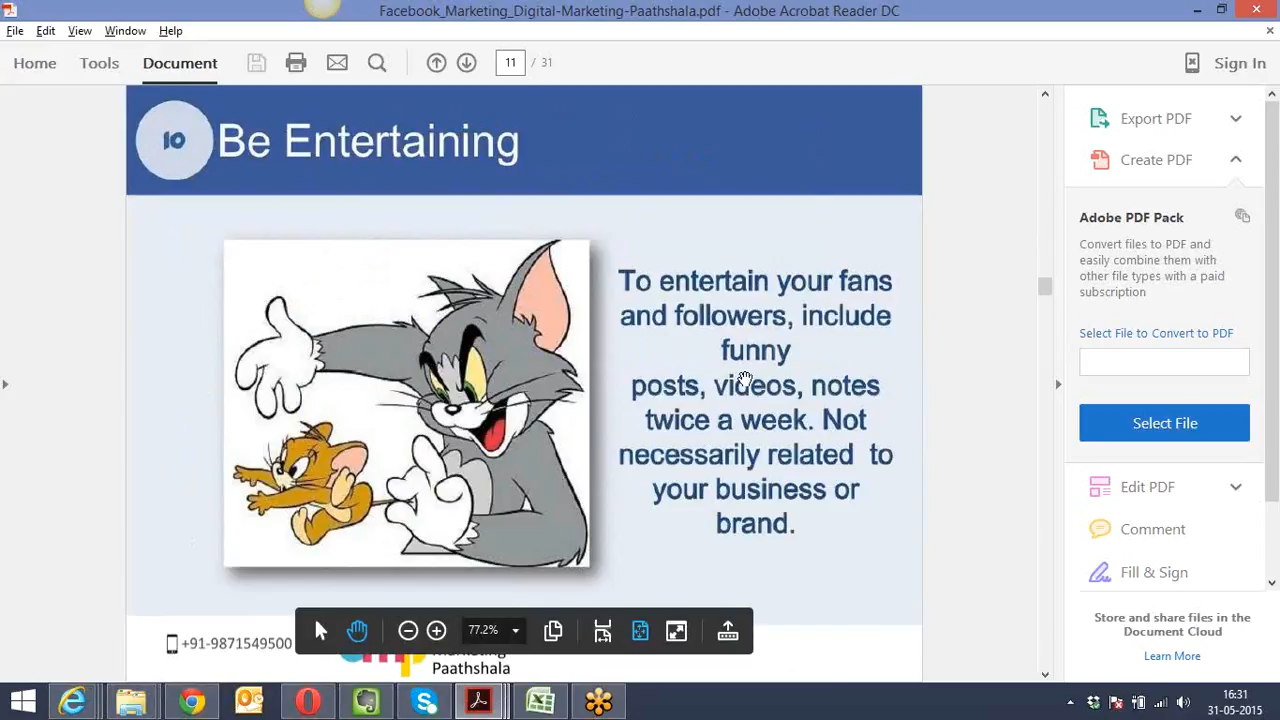 Facebook_Marketing_Digital-Marketing-Paathshala.pdf - Adobe Acrobat Reader DC
File Edit View Window Help
Home Tools Document 11 / 31 Sign In
10 Be Entertaining
To entertain your fans
and followers, include
funny
posts, videos, notes
twice a week. Not
necessarily related to
your business or
brand.
+91-9871549500
Paathshala
77.2%
Export PDF
Create PDF
Adobe PDF Pack
Convert files to PDF and
easily combine them with
other file types with a paid
subscription
Select File to Convert to PDF
Select File
Edit PDF
Comment
Fill & Sign
Store and share files in the
Document Cloud
Learn More
16:31
31-05-2015